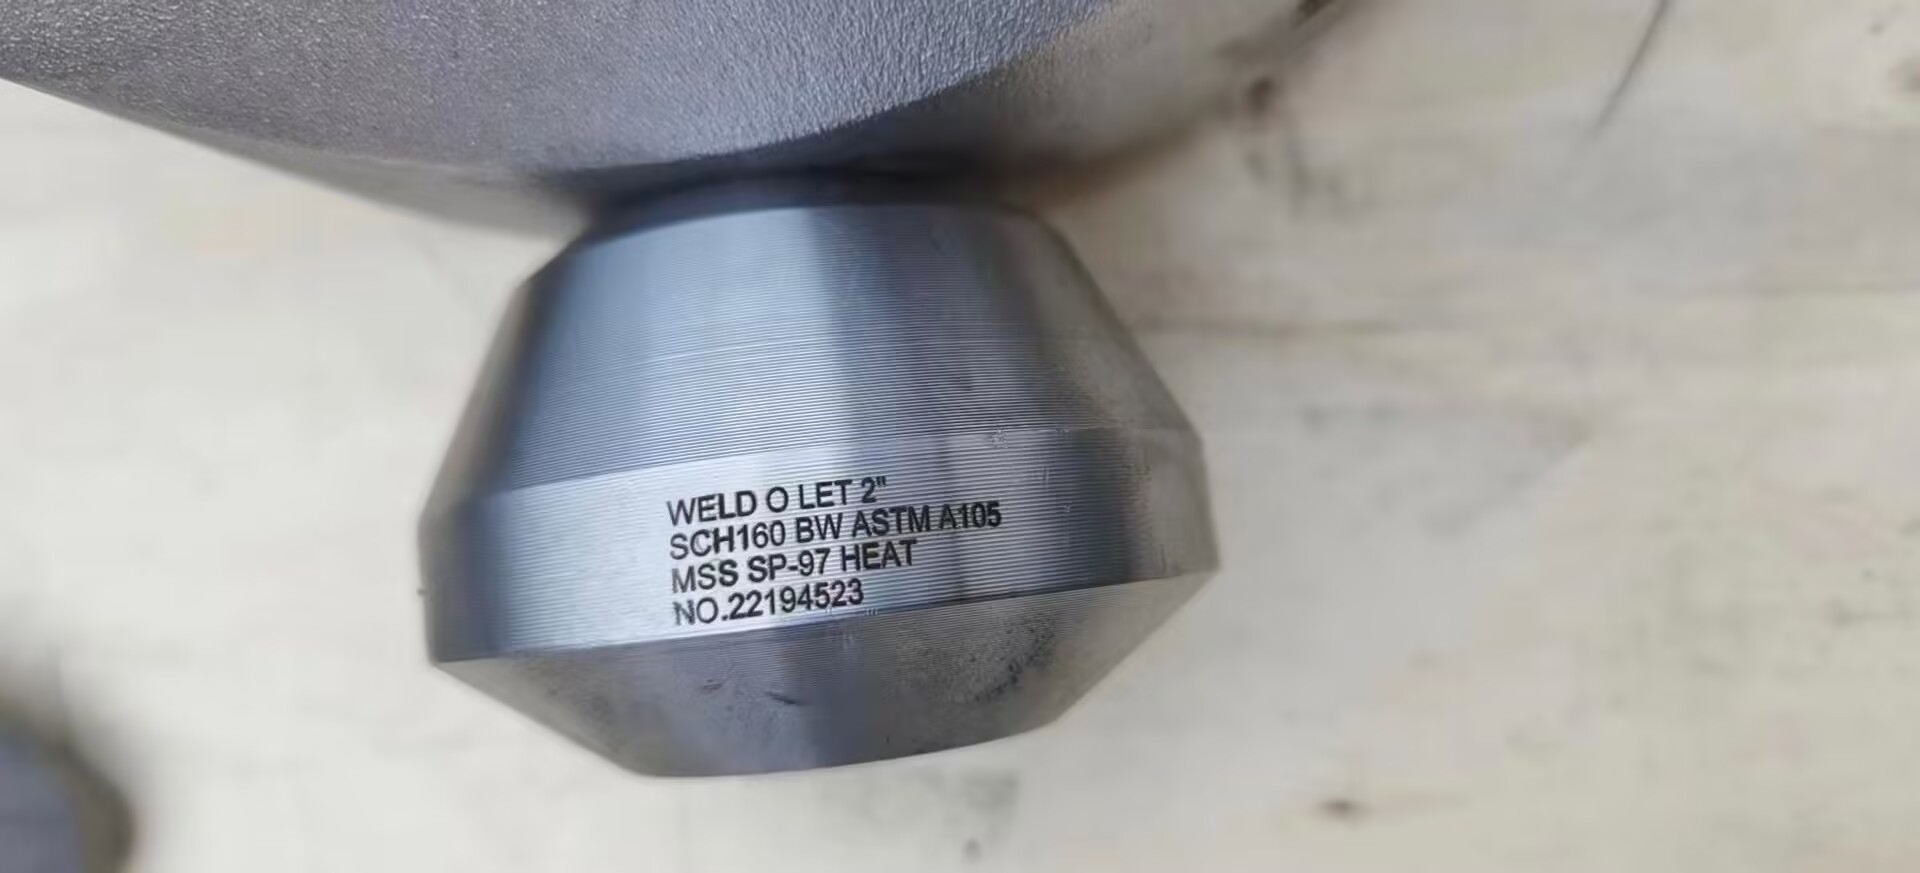 WELD O LET 2"
SCH160 BW ASTM A105
MSS SP-97 HEAT
NO.22194523